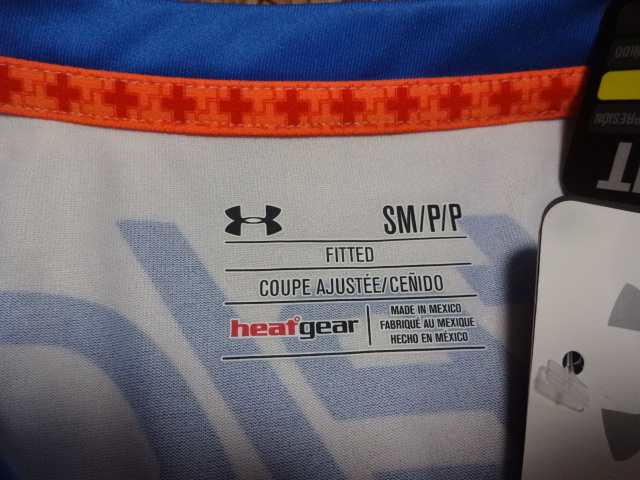 SM/P/P
FITTED
COUPE AJUSTÉE/CEÑIDO
heatgear
MADE IN MEXICO
FABRIQUÉ AU MEXIQUE
HECHO EN MÉXICO